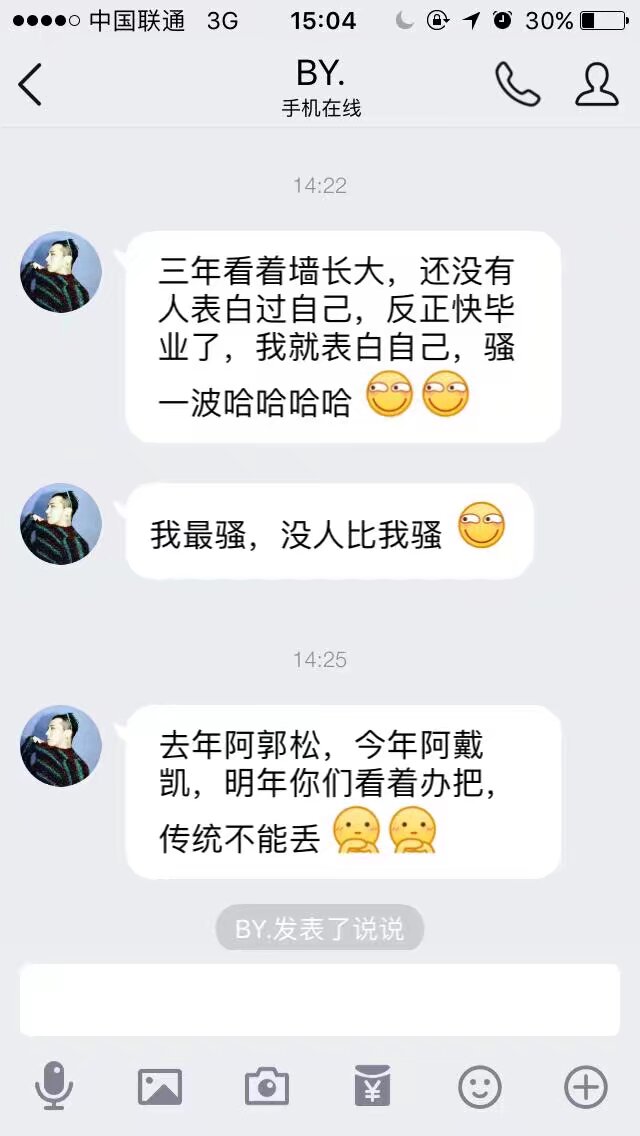 中国联通 3G 15:04 30%
BY.
手机在线
14:22
三年看着墙长大，还没有
人表白过自己，反正快毕
业了，我就表白自己，骚
一波哈哈哈哈
我最骚，没人比我骚
14:25
去年阿郭松，今年阿戴
凯，明年你们看着办把，
传统不能丢
BY.发表了说说
¥